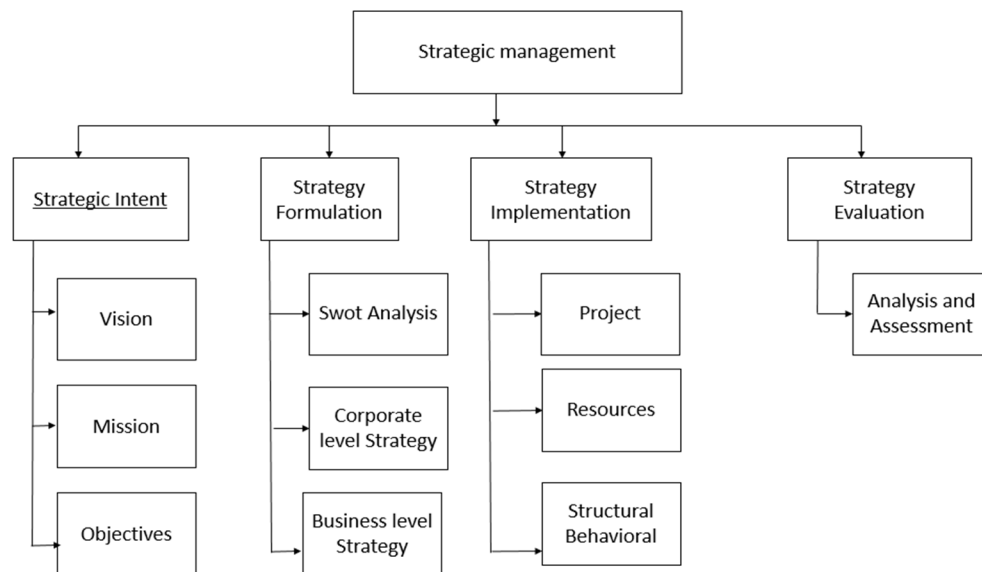 Strategic management
Strategic Intent
Strategy
Formulation
Strategy
Implementation
Strategy
Evaluation
Vision
Mission
Objectives
Swot Analysis
Corporate
level Strategy
Business level
Strategy
Project
Resources
Structural
Behavioral
Analysis and
Assessment